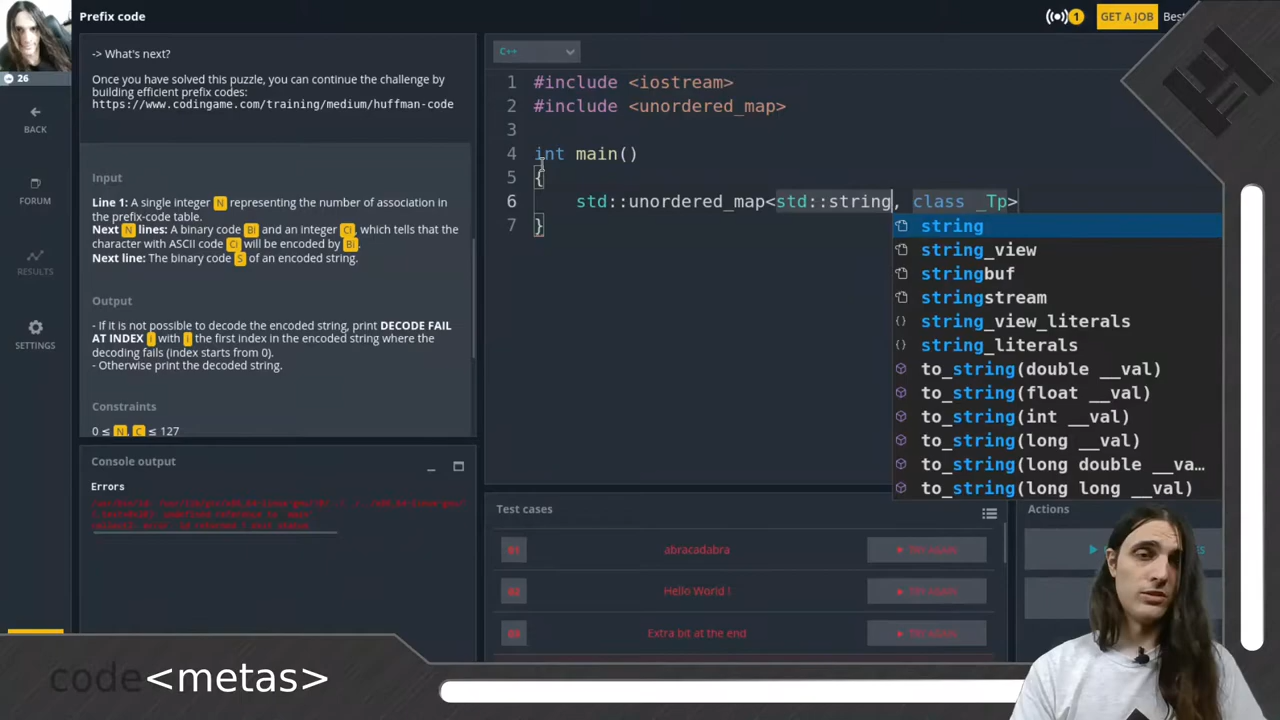 Prefix code
1
GET A JOB
Best
26
BACK
FORUM
RESULTS
SETTINGS
-> What's next?
Once you have solved this puzzle, you can continue the challenge by
building efficient prefix codes:
https://www.codingame.com/training/medium/huffman-code
Input
Line 1: A single integer N representing the number of association in
the prefix-code table.
Next N lines: A binary code Bi and an integer Ci, which tells that the
character with ASCII code Ci will be encoded by Bi.
Next line: The binary code S of an encoded string.
Output
- If it is not possible to decode the encoded string, print DECODE FAIL
AT INDEX i with i the first index in the encoded string where the
decoding fails (index starts from 0).
- Otherwise print the decoded string.
Constraints
0 ≤ N, C ≤ 127
Console output
Errors
C++
1 #include <iostream>
2 #include <unordered_map>
3
4 int main()
5 {
6 std::unordered_map<std::string, class _Tp>
7 }
string
string_view
stringbuf
stringstream
string_view_literals
string_literals
to_string(double __val)
to_string(float __val)
to_string(int __val)
to_string(long __val)
to_string(long double __va...
to_string(long long __val)
Test cases
01 abracadabra
02 Hello World !
03 Extra bit at the end
Actions
code<metas>